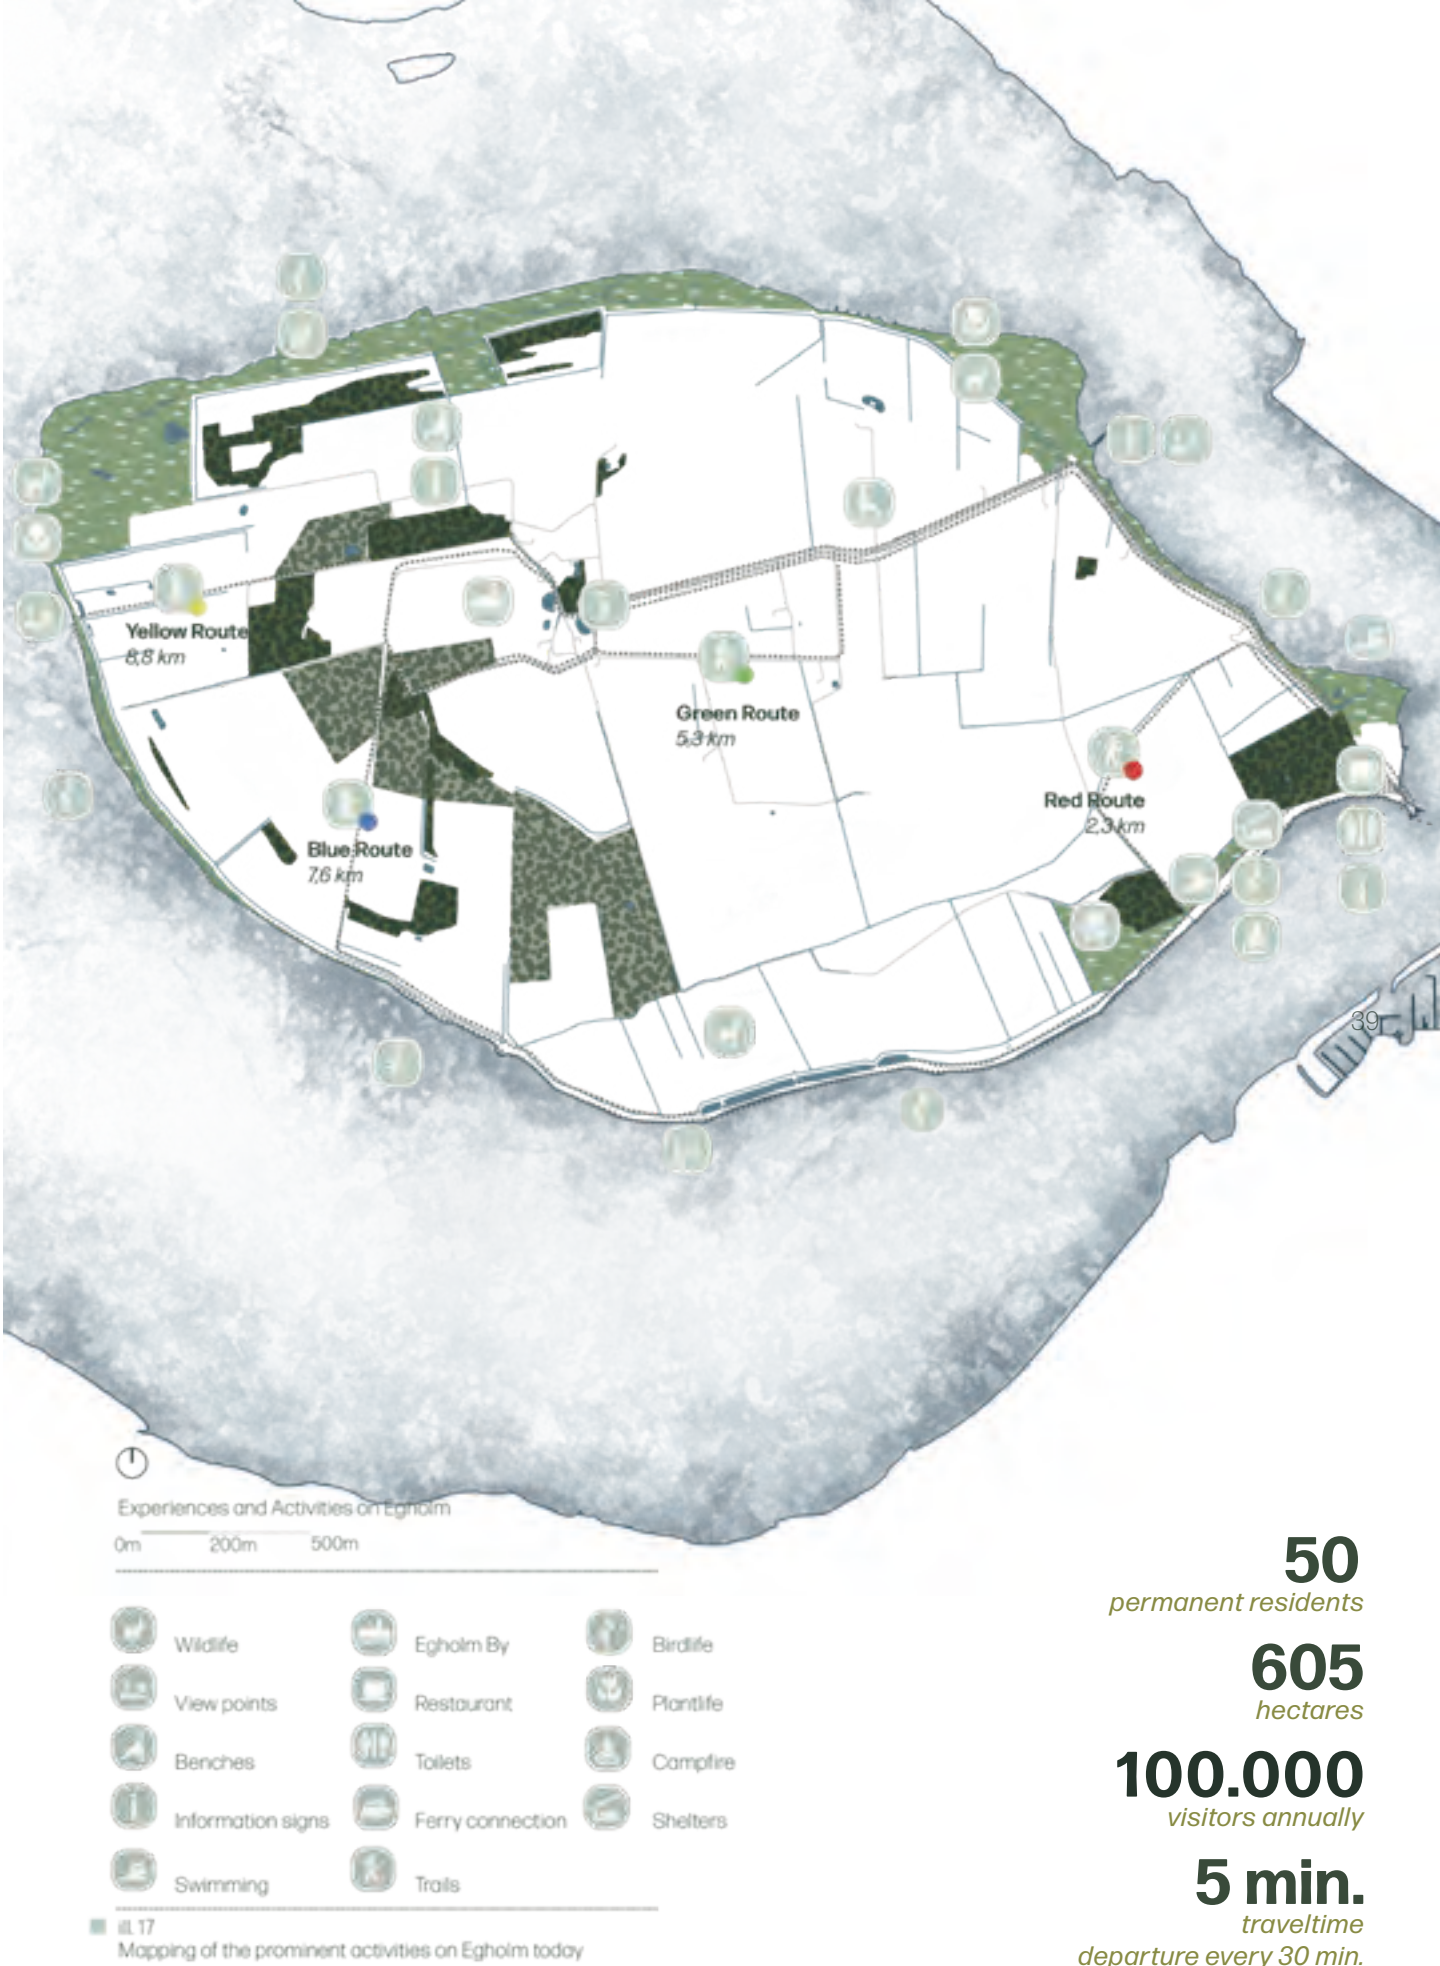 Yellow Route
8,8 km
Green Route
5,3 km
Red Route
2,3 km
Blue Route
7,6 km
39
Experiences and Activities on Egholm
0m 200m 500m
Wildlife Egholm By Birdlife
View points Restaurant Plantlife
Benches Toilets Campfire
Information signs Ferry connection Shelters
Swimming Trails
ill. 17
Mapping of the prominent activities on Egholm today
50
permanent residents
605
hectares
100.000
visitors annually
5 min.
traveltime
departure every 30 min.